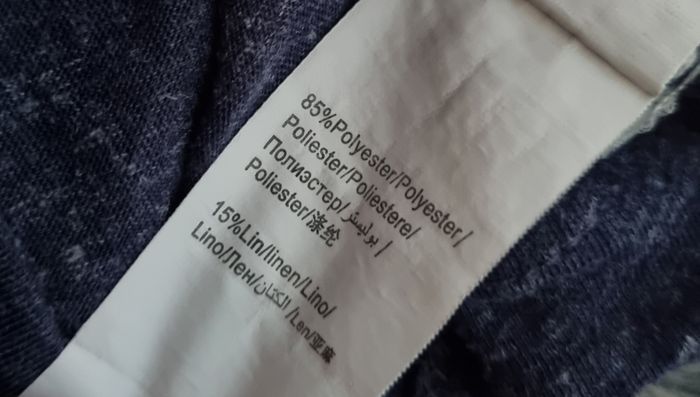 85%Polyester/Polyester/
Poliester/Poliestere/
Полиэстер/بوليستر/
Poliester/涤纶
15%Lin/linen/Lino/
Lino/Лен/الكتان/Len/亚麻